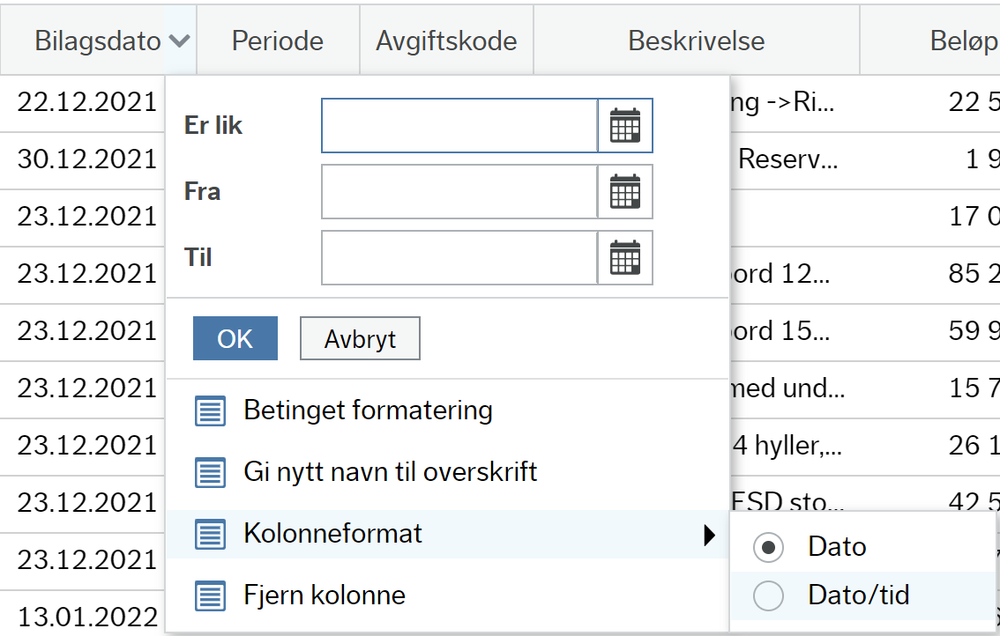 Bilagsdato Periode Avgiftskode Beskrivelse Beløp
22.12.2021 ng ->Ri... 22 5
Er lik
30.12.2021 Reserv... 1 9
Fra
23.12.2021 17 0
Til
23.12.2021 ord 12... 85 2
23.12.2021 ord 15... 59 9
OK Avbryt
23.12.2021 med und... 15 7
Betinget formatering
23.12.2021 4 hyller,... 26 1
Gi nytt navn til overskrift
23.12.2021 ESD sto... 42 5
Kolonneformat Dato
23.12.2021
Fjern kolonne Dato/tid
13.01.2022